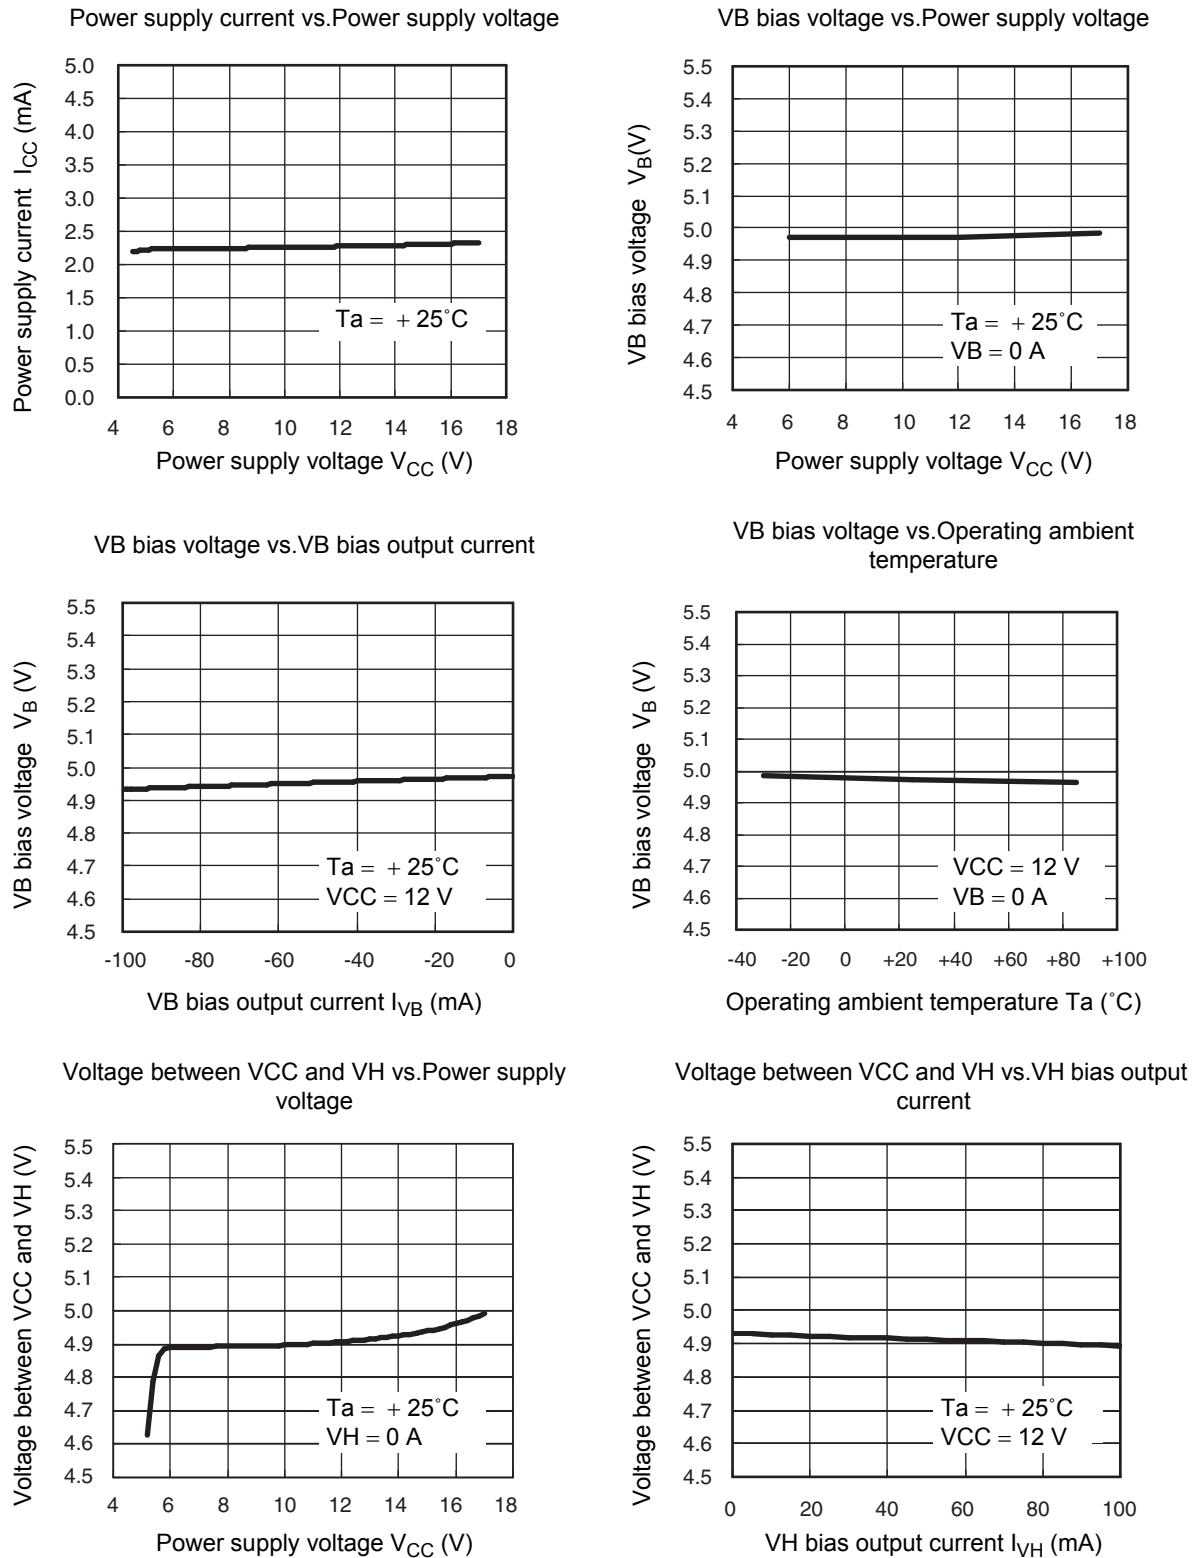 Power supply current vs.Power supply voltage
Power supply current ICC (mA)
5.0
4.5
4.0
3.5
3.0
2.5
2.0
1.5
1.0
0.5
0.0
Ta = + 25˚C
4 6 8 10 12 14 16 18
Power supply voltage VCC (V)
VB bias voltage vs.Power supply voltage
VB bias voltage VB(V)
5.5
5.4
5.3
5.2
5.1
5.0
4.9
4.8
4.7
4.6
4.5
Ta = + 25˚C
VB = 0 A
4 6 8 10 12 14 16 18
Power supply voltage VCC (V)
VB bias voltage vs.VB bias output current
VB bias voltage VB (V)
5.5
5.4
5.3
5.2
5.1
5.0
4.9
4.8
4.7
4.6
4.5
Ta = + 25˚C
VCC = 12 V
-100 -80 -60 -40 -20 0
VB bias output current IVB (mA)
VB bias voltage vs.Operating ambient
temperature
VB bias voltage VB (V)
5.5
5.4
5.3
5.2
5.1
5.0
4.9
4.8
4.7
4.6
4.5
VCC = 12 V
VB = 0 A
-40 -20 0 +20 +40 +60 +80 +100
Operating ambient temperature Ta (˚C)
Voltage between VCC and VH vs.Power supply
voltage
Voltage between VCC and VH (V)
5.5
5.4
5.3
5.2
5.1
5.0
4.9
4.8
4.7
4.6
4.5
Ta = + 25˚C
VH = 0 A
4 6 8 10 12 14 16 18
Power supply voltage VCC (V)
Voltage between VCC and VH vs.VH bias output
current
Voltage between VCC and VH (V)
5.5
5.4
5.3
5.2
5.1
5.0
4.9
4.8
4.7
4.6
4.5
Ta = + 25˚C
VCC = 12 V
0 20 40 60 80 100
VH bias output current IVH (mA)